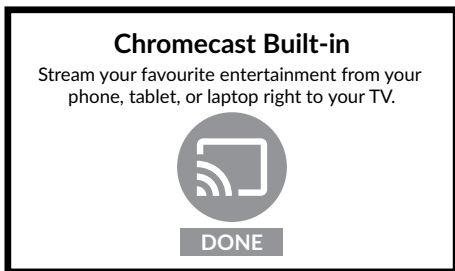 Chromecast Built-in
Stream your favourite entertainment from your
phone, tablet, or laptop right to your TV.
DONE